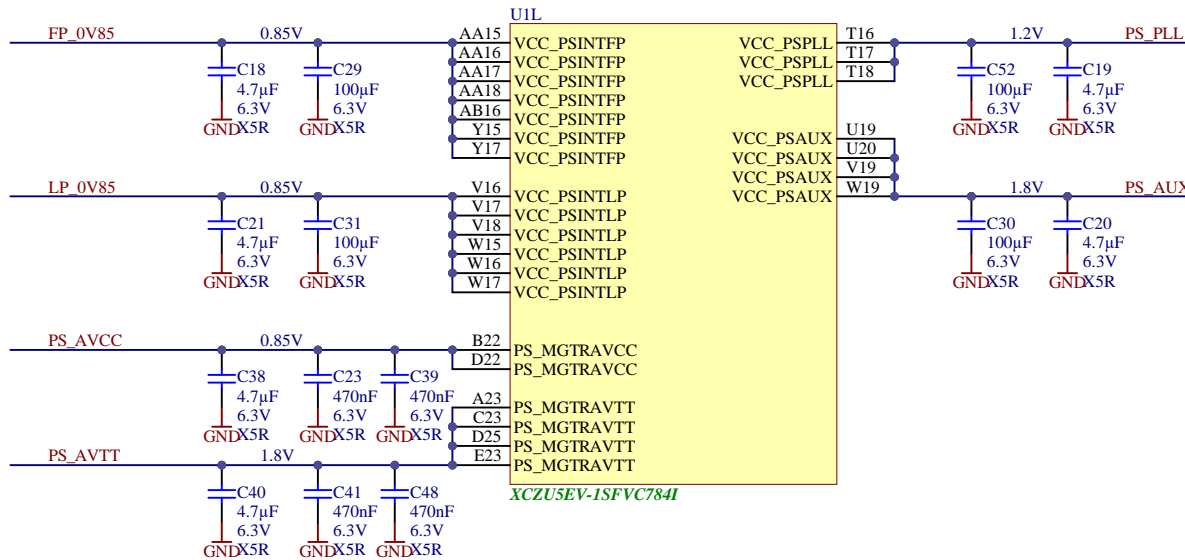 U1L
FP_0V85 0.85V AA15 VCC_PSINTFP VCC_PSPLL T16 1.2V PS_PLL
AA16 VCC_PSINTFP VCC_PSPLL T17
AA17 VCC_PSINTFP VCC_PSPLL T18
AA18 VCC_PSINTFP
AB16 VCC_PSINTFP
Y15 VCC_PSINTFP
Y17 VCC_PSINTFP
C18
4.7µF
6.3V
X5R
GND
C29
100µF
6.3V
X5R
GND
C52
100µF
6.3V
X5R
GND
C19
4.7µF
6.3V
X5R
GND
VCC_PSAUX U19
VCC_PSAUX U20
VCC_PSAUX V19
LP_0V85 0.85V V16 VCC_PSINTLP VCC_PSAUX W19 1.8V PS_AUX
V17 VCC_PSINTLP
V18 VCC_PSINTLP
W15 VCC_PSINTLP
W16 VCC_PSINTLP
W17 VCC_PSINTLP
C21
4.7µF
6.3V
X5R
GND
C31
100µF
6.3V
X5R
GND
C30
100µF
6.3V
X5R
GND
C20
4.7µF
6.3V
X5R
GND
PS_AVCC 0.85V B22 PS_MGTRAVCC
D22 PS_MGTRAVCC
C38
4.7µF
6.3V
X5R
GND
C23
470nF
6.3V
X5R
GND
C39
470nF
6.3V
X5R
GND
A23 PS_MGTRAVTT
C23 PS_MGTRAVTT
D25 PS_MGTRAVTT
PS_AVTT 1.8V E23 PS_MGTRAVTT
C40
4.7µF
6.3V
X5R
GND
C41
470nF
6.3V
X5R
GND
C48
470nF
6.3V
X5R
GND
XCZU5EV-1SFVC784I